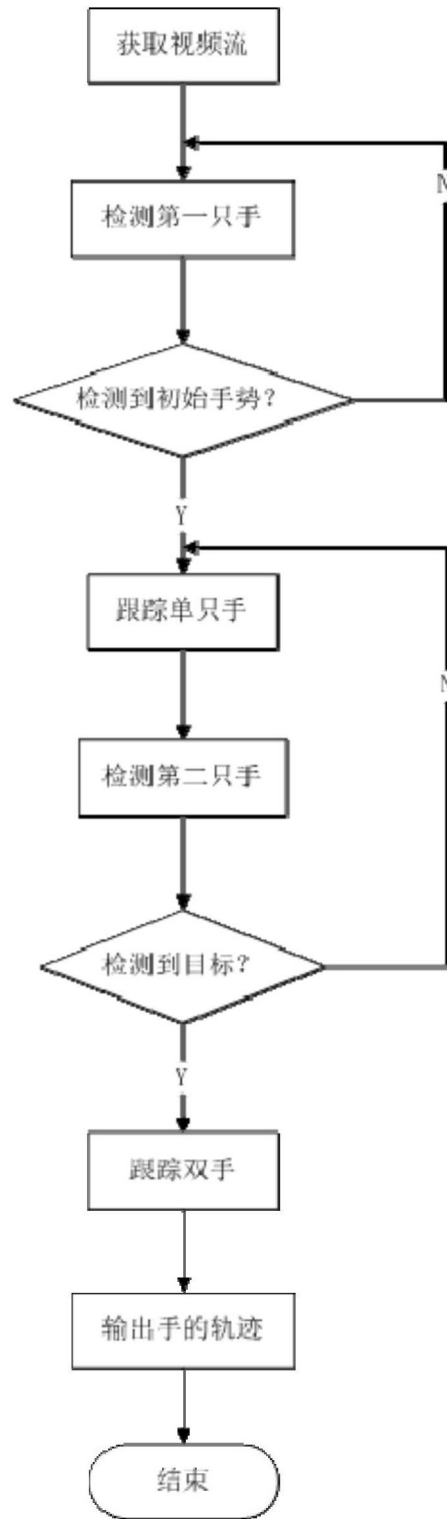 获取视频流
检测第一只手
N
检测到初始手势?
Y
跟踪单只手
N
检测第二只手
检测到目标?
Y
跟踪双手
输出手的轨迹
结束